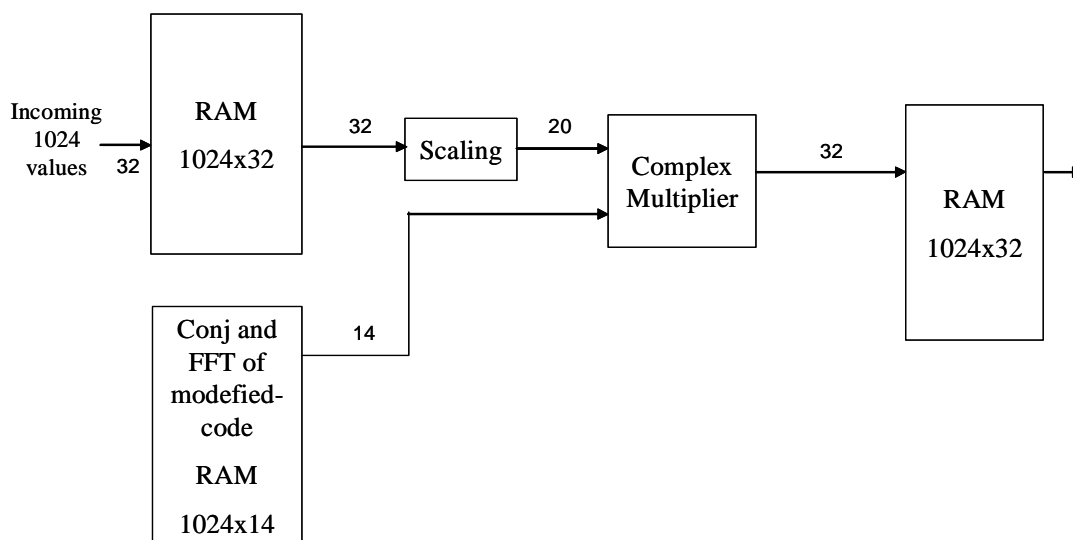 Incoming
1024
values
32
RAM
1024x32
32
Scaling
20
Complex
Multiplier
32
RAM
1024x32
Conj and
FFT of
modefied-
code
RAM
1024x14
14